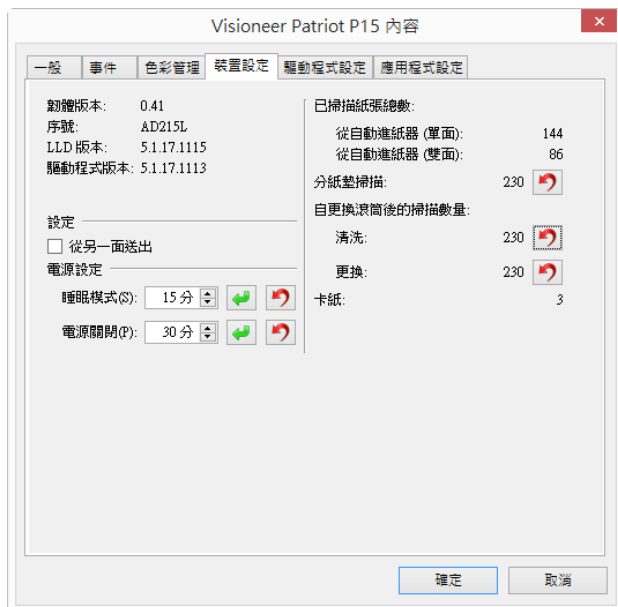 Visioneer Patriot P15 內容
一般 事件 色彩管理 裝置設定 驅動程式設定 應用程式設定
韌體版本: 0.41
序號: AD215L
LLD 版本: 5.1.17.1115
驅動程式版本: 5.1.17.1113
設定
從另一面送出
電源設定
睡眠模式(S): 15 分
電源關閉(P): 30 分
已掃描紙張總數:
從自動進紙器 (單面): 144
從自動進紙器 (雙面): 86
分紙墊掃描: 230
自更換滾筒後的掃描數量:
清洗: 230
更換: 230
卡紙: 3
確定 取消